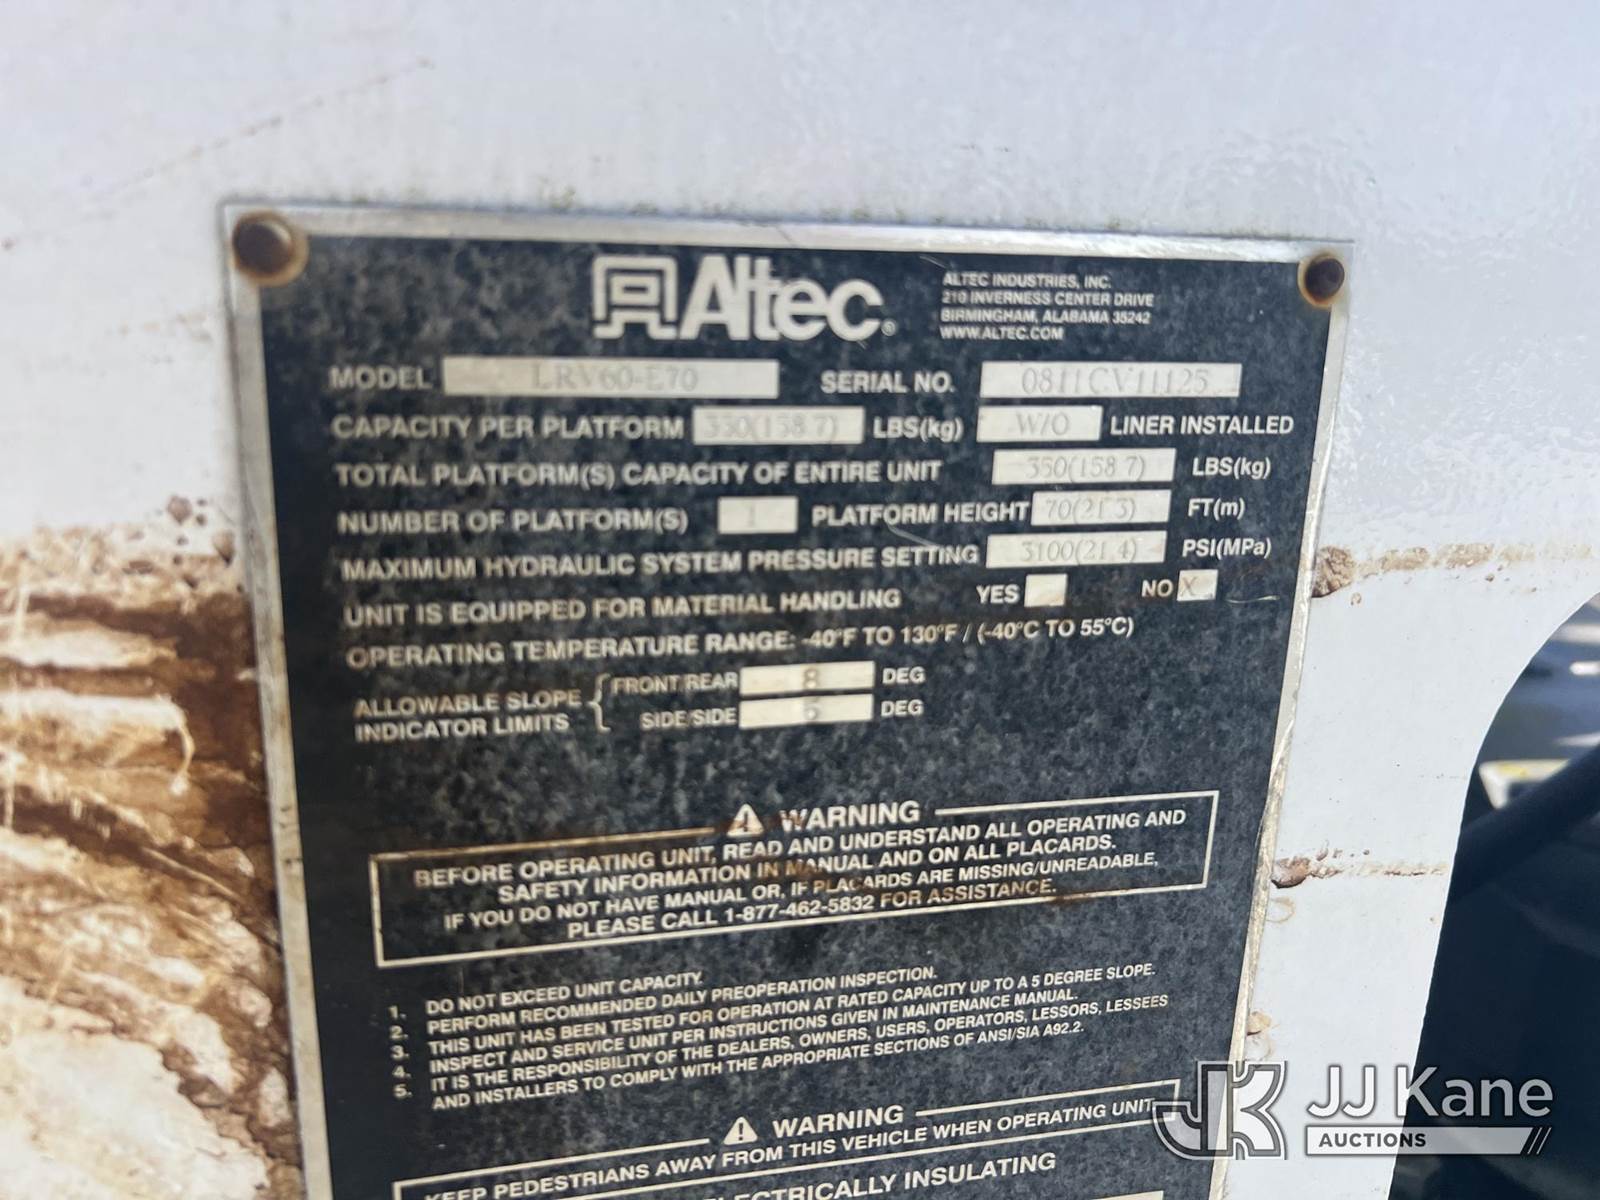 Altec®
ALTEC INDUSTRIES, INC.
210 INVERNESS CENTER DRIVE
BIRMINGHAM, ALABAMA 35242
WWW.ALTEC.COM
MODEL LRV60-E70 SERIAL NO. 0811CV11125
CAPACITY PER PLATFORM 350(158.7) LBS(kg) W/O LINER INSTALLED
TOTAL PLATFORM(S) CAPACITY OF ENTIRE UNIT 350(158.7) LBS(kg)
NUMBER OF PLATFORM(S) 1 PLATFORM HEIGHT 70(21.3) FT(m)
MAXIMUM HYDRAULIC SYSTEM PRESSURE SETTING 3100(21.4) PSI(MPa)
UNIT IS EQUIPPED FOR MATERIAL HANDLING YES NO X
OPERATING TEMPERATURE RANGE: -40°F TO 130°F / (-40°C TO 55°C)
ALLOWABLE SLOPE INDICATOR LIMITS
FRONT/REAR 8 DEG
SIDE/SIDE 5 DEG
⚠ WARNING
BEFORE OPERATING UNIT, READ AND UNDERSTAND ALL OPERATING AND
SAFETY INFORMATION IN MANUAL AND ON ALL PLACARDS.
IF YOU DO NOT HAVE MANUAL OR, IF PLACARDS ARE MISSING/UNREADABLE,
PLEASE CALL 1-877-462-5832 FOR ASSISTANCE.
1. DO NOT EXCEED UNIT CAPACITY.
2. PERFORM RECOMMENDED DAILY PREOPERATION INSPECTION.
3. THIS UNIT HAS BEEN TESTED FOR OPERATION AT RATED CAPACITY UP TO A 5 DEGREE SLOPE.
4. INSPECT AND SERVICE UNIT PER INSTRUCTIONS GIVEN IN MAINTENANCE MANUAL.
5. IT IS THE RESPONSIBILITY OF THE DEALERS, OWNERS, USERS, OPERATORS, LESSORS, LESSEES
AND INSTALLERS TO COMPLY WITH THE APPROPRIATE SECTIONS OF ANSI/SIA A92.2.
⚠ WARNING
KEEP PEDESTRIANS AWAY FROM THIS VEHICLE WHEN OPERATING UNIT.
ELECTRICALLY INSULATING
JK JJ Kane
AUCTIONS